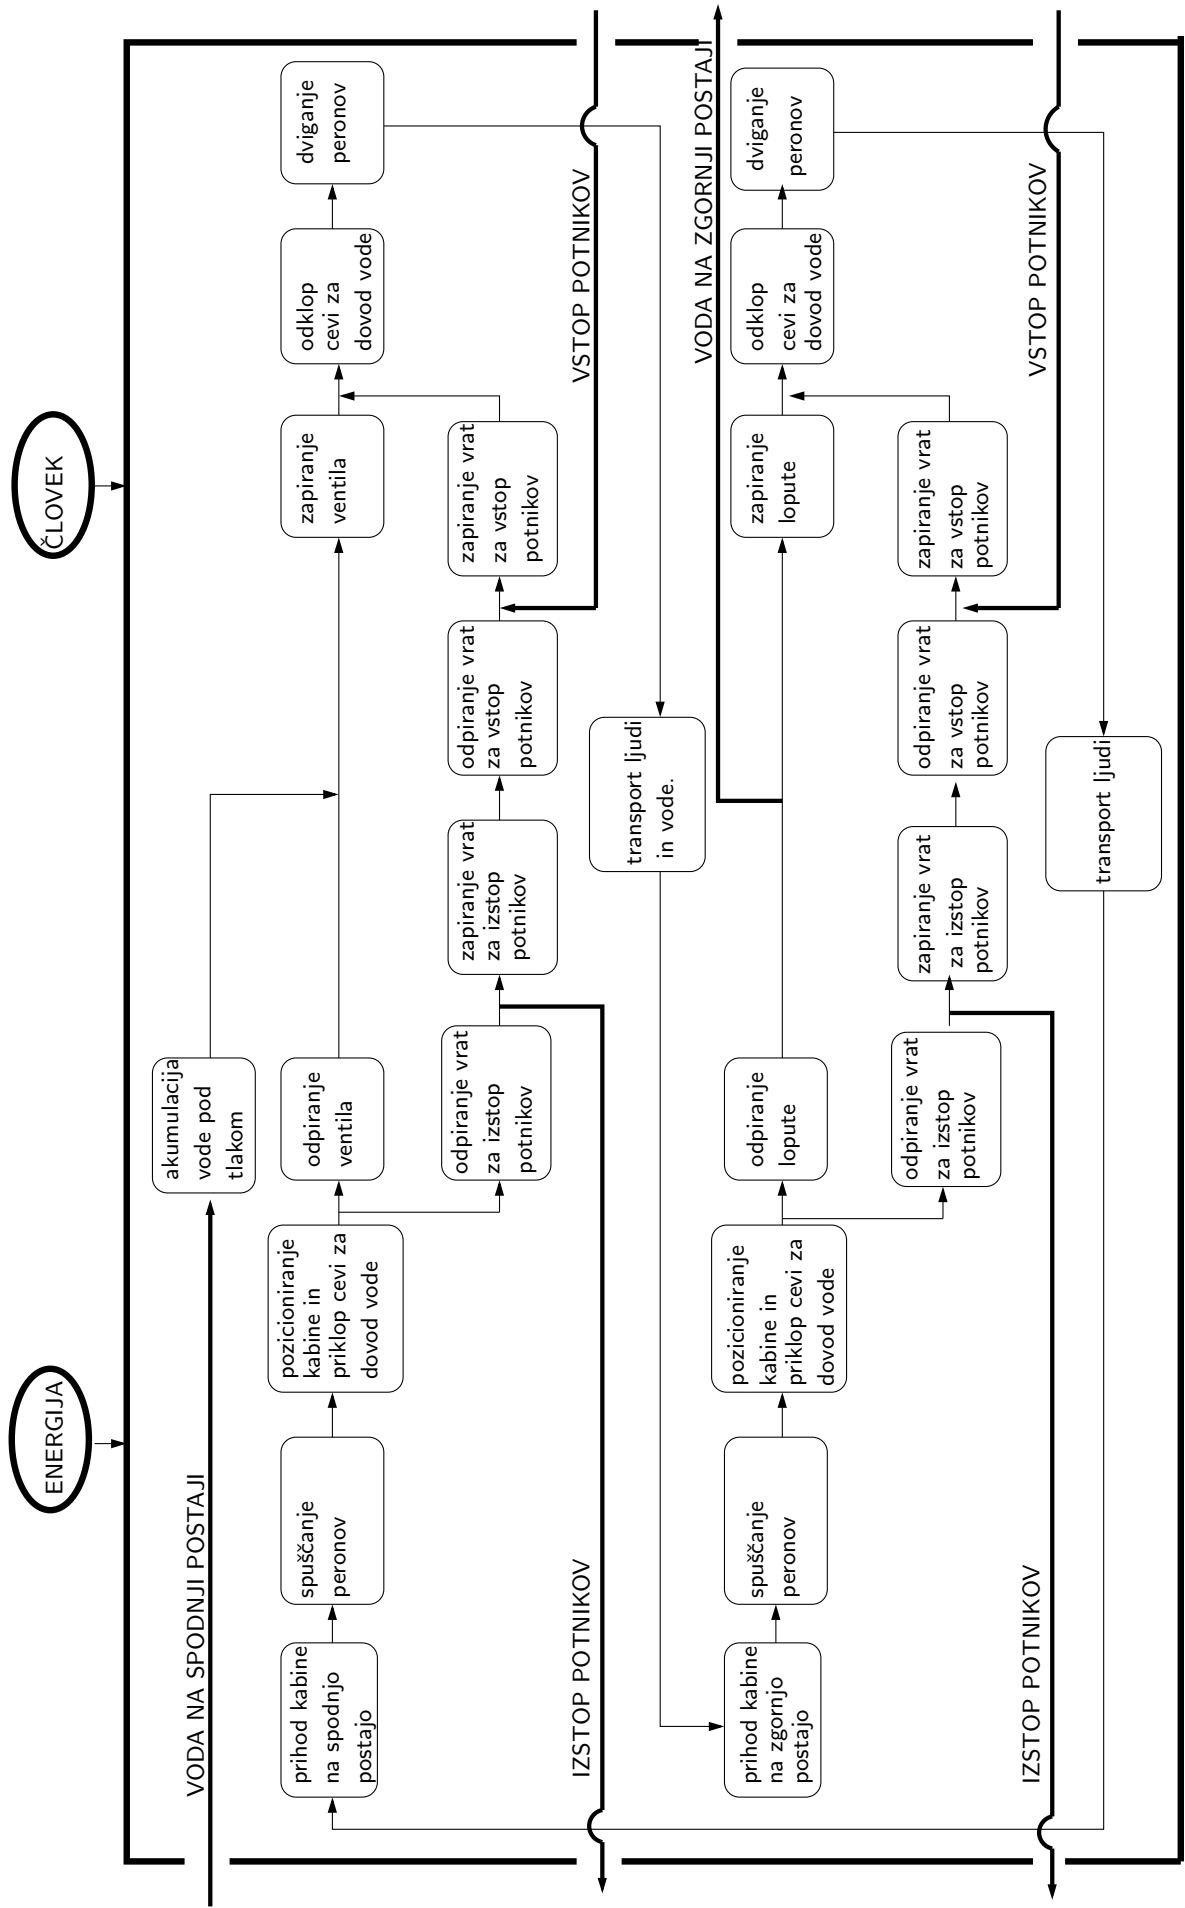 ENERGIJA
ČLOVEK
VODA NA SPODNJI POSTAJI
akumulacija
vode pod
tlakom
prihod kabine
na spodnjo
postajo
spuščanje
peronov
pozicioniranje
kabine in
priklop cevi za
dovod vode
odpiranje
ventila
zapiranje
ventila
odklop
cevi za
dovod vode
dviganje
peronov
odpiranje vrat
za izstop
potnikov
zapiranje vrat
za izstop
potnikov
odpiranje vrat
za vstop
potnikov
zapiranje vrat
za vstop
potnikov
IZSTOP POTNIKOV
VSTOP POTNIKOV
transport ljudi
in vode.
VODA NA ZGORNJI POSTAJI
prihod kabine
na zgornjo
postajo
spuščanje
peronov
pozicioniranje
kabine in
priklop cevi za
dovod vode
odpiranje
lopute
zapiranje
lopute
odklop
cevi za
dovod vode
dviganje
peronov
odpiranje vrat
za izstop
potnikov
zapiranje vrat
za izstop
potnikov
odpiranje vrat
za vstop
potnikov
zapiranje vrat
za vstop
potnikov
IZSTOP POTNIKOV
VSTOP POTNIKOV
transport ljudi